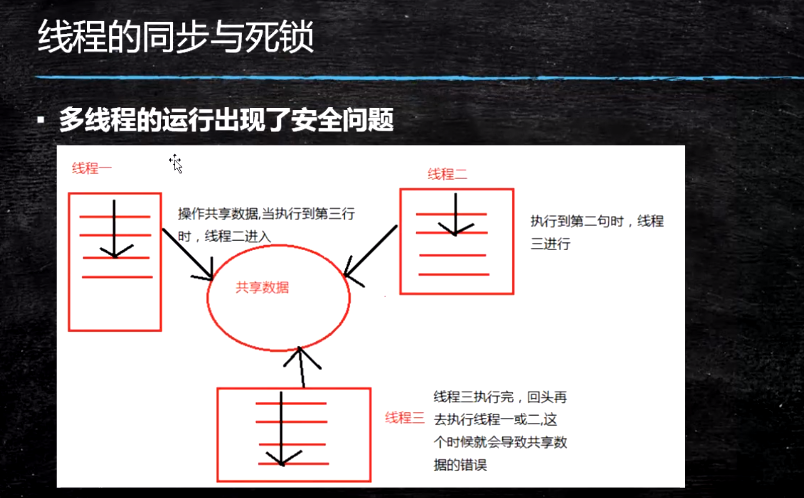 线程的同步与死锁
多线程的运行出现了安全问题
线程一
操作共享数据,当执行到第三行
时，线程二进入
线程二
执行到第二句时，线程
三进行
共享数据
线程三
线程三执行完，回头再
去执行线程一或二,这
个时候就会导致共享数
据的错误